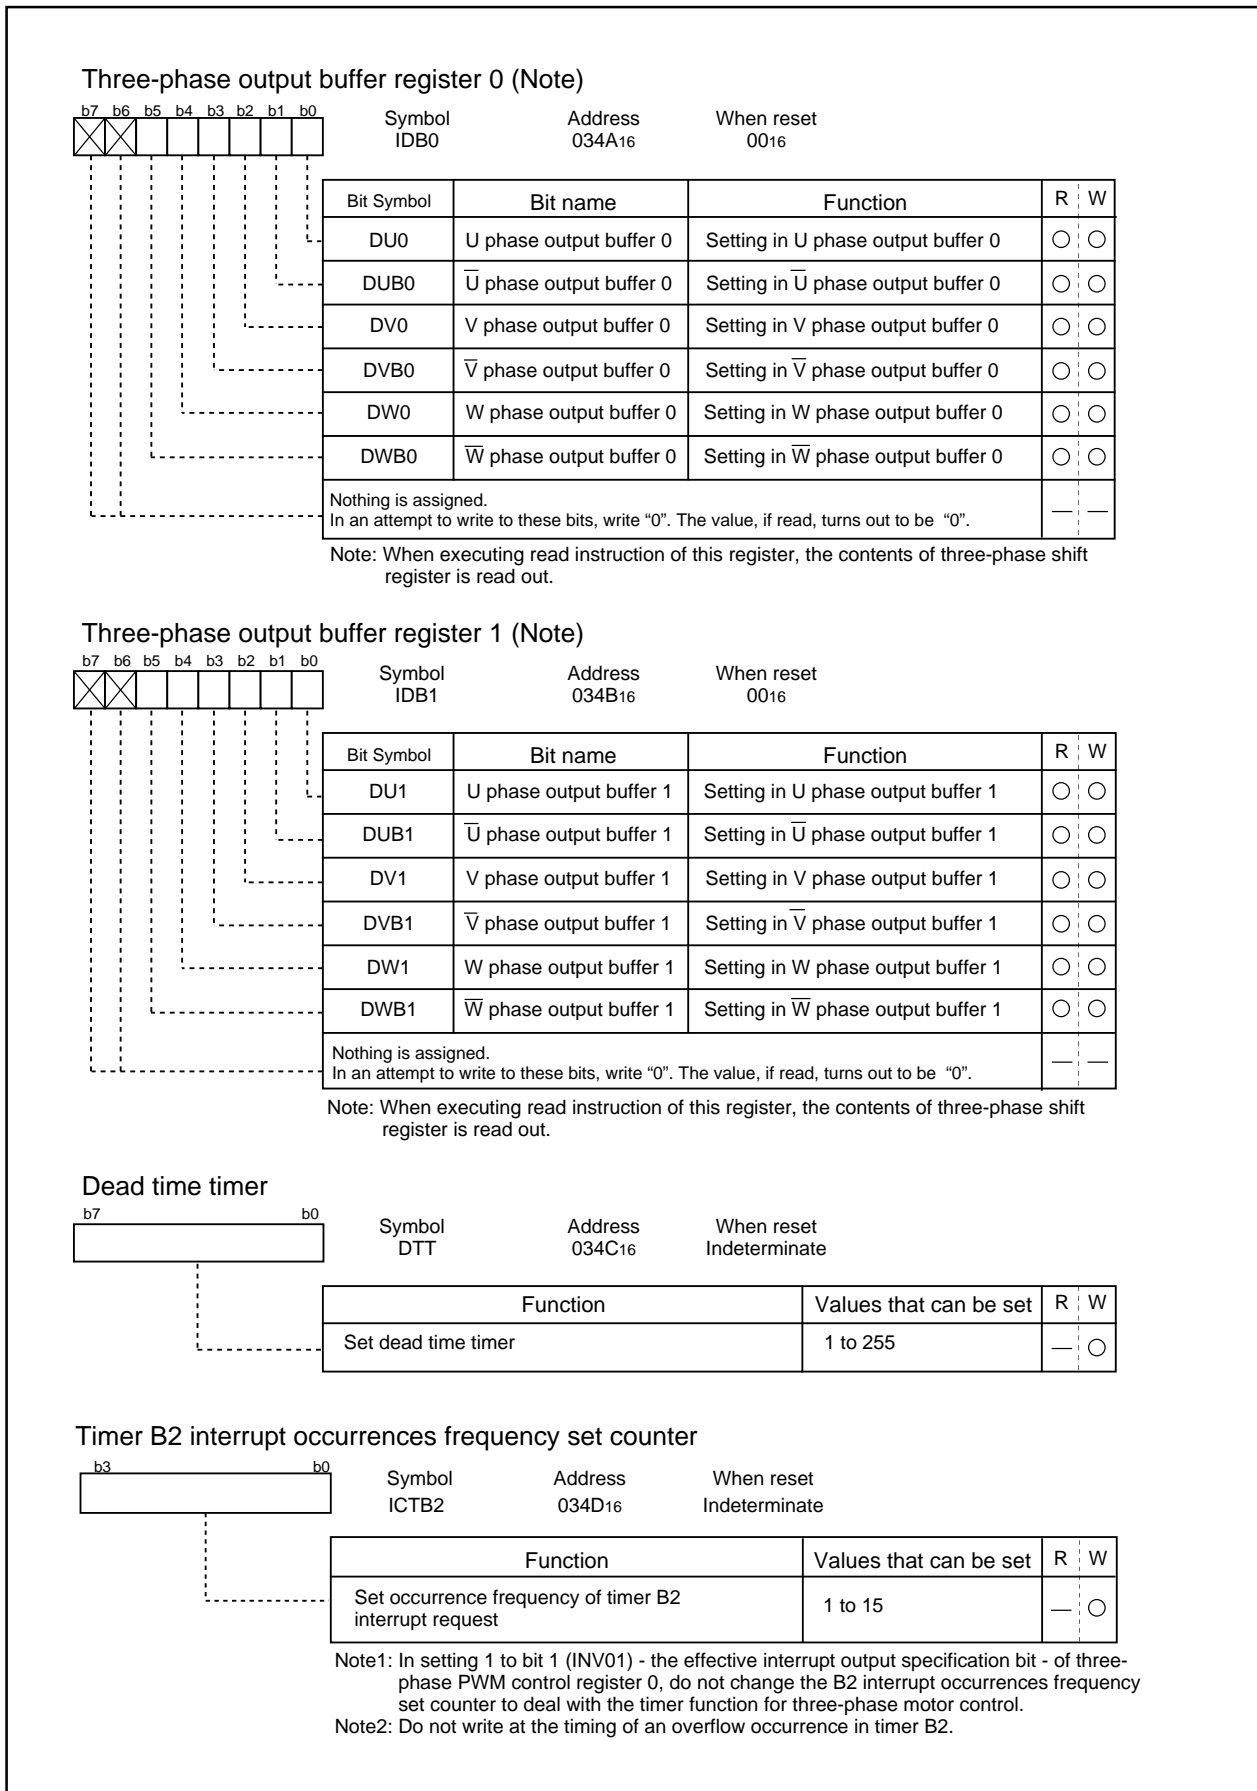 Three-phase output buffer register 0 (Note)
b7 b6 b5 b4 b3 b2 b1 b0
Symbol Address When reset
IDB0 034A16 0016
Bit Symbol Bit name Function R W
DU0 U phase output buffer 0 Setting in U phase output buffer 0 ○ ○
DUB0 U̅ phase output buffer 0 Setting in U̅ phase output buffer 0 ○ ○
DV0 V phase output buffer 0 Setting in V phase output buffer 0 ○ ○
DVB0 V̅ phase output buffer 0 Setting in V̅ phase output buffer 0 ○ ○
DW0 W phase output buffer 0 Setting in W phase output buffer 0 ○ ○
DWB0 W̅ phase output buffer 0 Setting in W̅ phase output buffer 0 ○ ○
Nothing is assigned.
In an attempt to write to these bits, write “0”. The value, if read, turns out to be “0”. — —
Note: When executing read instruction of this register, the contents of three-phase shift
register is read out.
Three-phase output buffer register 1 (Note)
b7 b6 b5 b4 b3 b2 b1 b0
Symbol Address When reset
IDB1 034B16 0016
Bit Symbol Bit name Function R W
DU1 U phase output buffer 1 Setting in U phase output buffer 1 ○ ○
DUB1 U̅ phase output buffer 1 Setting in U̅ phase output buffer 1 ○ ○
DV1 V phase output buffer 1 Setting in V phase output buffer 1 ○ ○
DVB1 V̅ phase output buffer 1 Setting in V̅ phase output buffer 1 ○ ○
DW1 W phase output buffer 1 Setting in W phase output buffer 1 ○ ○
DWB1 W̅ phase output buffer 1 Setting in W̅ phase output buffer 1 ○ ○
Nothing is assigned.
In an attempt to write to these bits, write “0”. The value, if read, turns out to be “0”. — —
Note: When executing read instruction of this register, the contents of three-phase shift
register is read out.
Dead time timer
b7 b0
Symbol Address When reset
DTT 034C16 Indeterminate
Function Values that can be set R W
Set dead time timer 1 to 255 — ○
Timer B2 interrupt occurrences frequency set counter
b3 b0
Symbol Address When reset
ICTB2 034D16 Indeterminate
Function Values that can be set R W
Set occurrence frequency of timer B2
interrupt request 1 to 15 — ○
Note1: In setting 1 to bit 1 (INV01) - the effective interrupt output specification bit - of three-
phase PWM control register 0, do not change the B2 interrupt occurrences frequency
set counter to deal with the timer function for three-phase motor control.
Note2: Do not write at the timing of an overflow occurrence in timer B2.